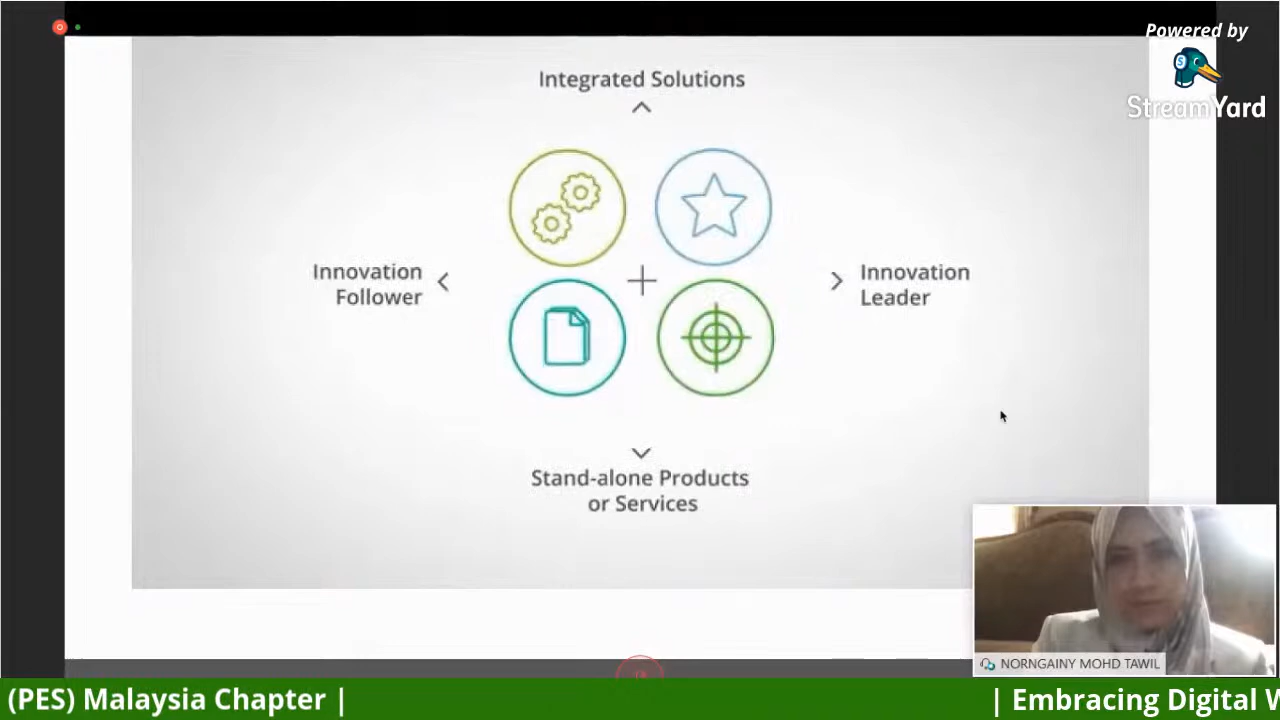 Powered by
StreamYard
Integrated Solutions
Innovation
Follower
Innovation
Leader
Stand-alone Products
or Services
NORNGAINY MOHD TAWIL
(PES) Malaysia Chapter |
| Embracing Digital W